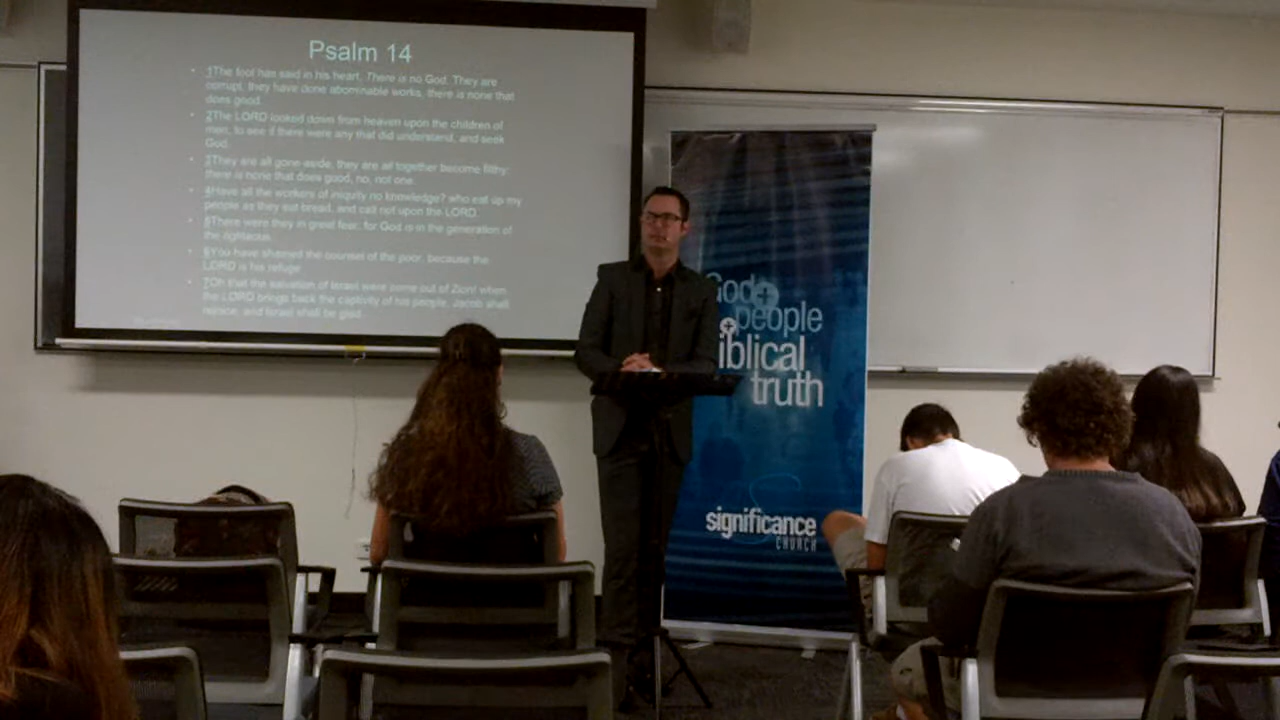 Psalm 14
• 1The fool has said in his heart, There is no God. They are
corrupt, they have done abominable works, there is none that
does good.
• 2The LORD looked down from heaven upon the children of
men, to see if there were any that did understand, and seek
God.
• 3They are all gone aside, they are all together become filthy:
there is none that does good, no, not one.
• 4Have all the workers of iniquity no knowledge? who eat up my
people as they eat bread, and call not upon the LORD.
• 5There were they in great fear: for God is in the generation of
the righteous.
• 6You have shamed the counsel of the poor, because the
LORD is his refuge.
• 7Oh that the salvation of Israel were come out of Zion! when
the LORD brings back the captivity of his people, Jacob shall
rejoice, and Israel shall be glad.
God
people
iblical
truth
significance
CHURCH